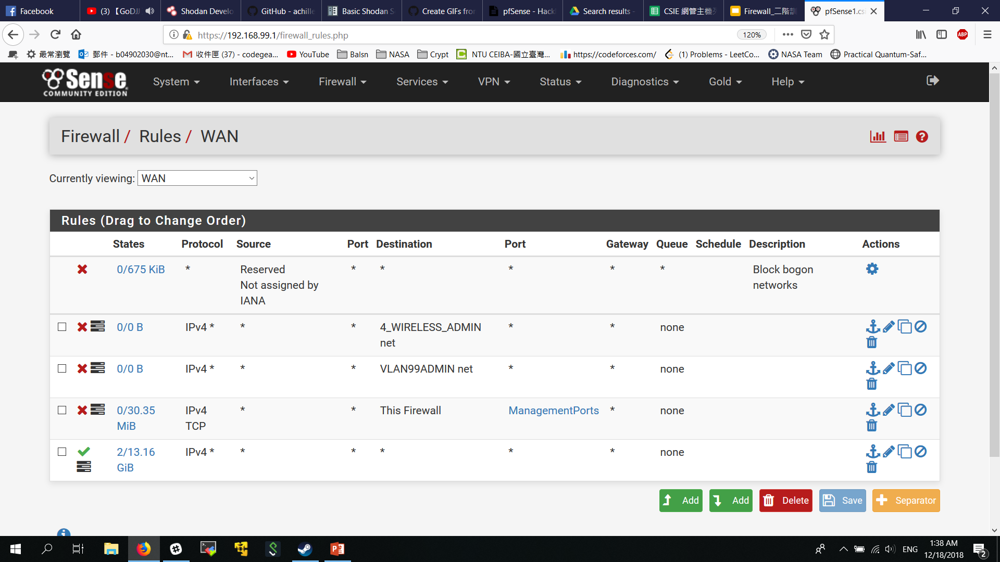 Facebook
(3) 【GoDJJ
Shodan Develo
GitHub - achille
Basic Shodan S
Create GIFs fro
pfSense - Hack
Search results -
CSIE 網管主機
Firewall_二階訓
pfSense1.csi
https://192.168.99.1/firewall_rules.php
120%
最常瀏覽
郵件 - b04902030@nt...
收件匣 (37) - codegea...
YouTube
Balsn
NASA
Crypt
NTU CEIBA-國立臺灣...
https://codeforces.com/
(1) Problems - LeetCo...
NASA Team
Practical Quantum-Saf...
ABP
Sense
COMMUNITY EDITION
System
Interfaces
Firewall
Services
VPN
Status
Diagnostics
Gold
Help
Firewall / Rules / WAN
Currently viewing: WAN
Rules (Drag to Change Order)
States Protocol Source Port Destination Port Gateway Queue Schedule Description Actions
0/675 KiB * Reserved * * * * * Block bogon
Not assigned by networks
IANA
0/0 B IPv4 * * * 4_WIRELESS_ADMIN * * none
net
0/0 B IPv4 * * * VLAN99ADMIN net * * none
0/30.35 IPv4 * * This Firewall ManagementPorts * none
MiB TCP
2/13.16 IPv4 * * * * * * none
GiB
Add
Add
Delete
Save
Separator
ENG
1:38 AM
12/18/2018
2